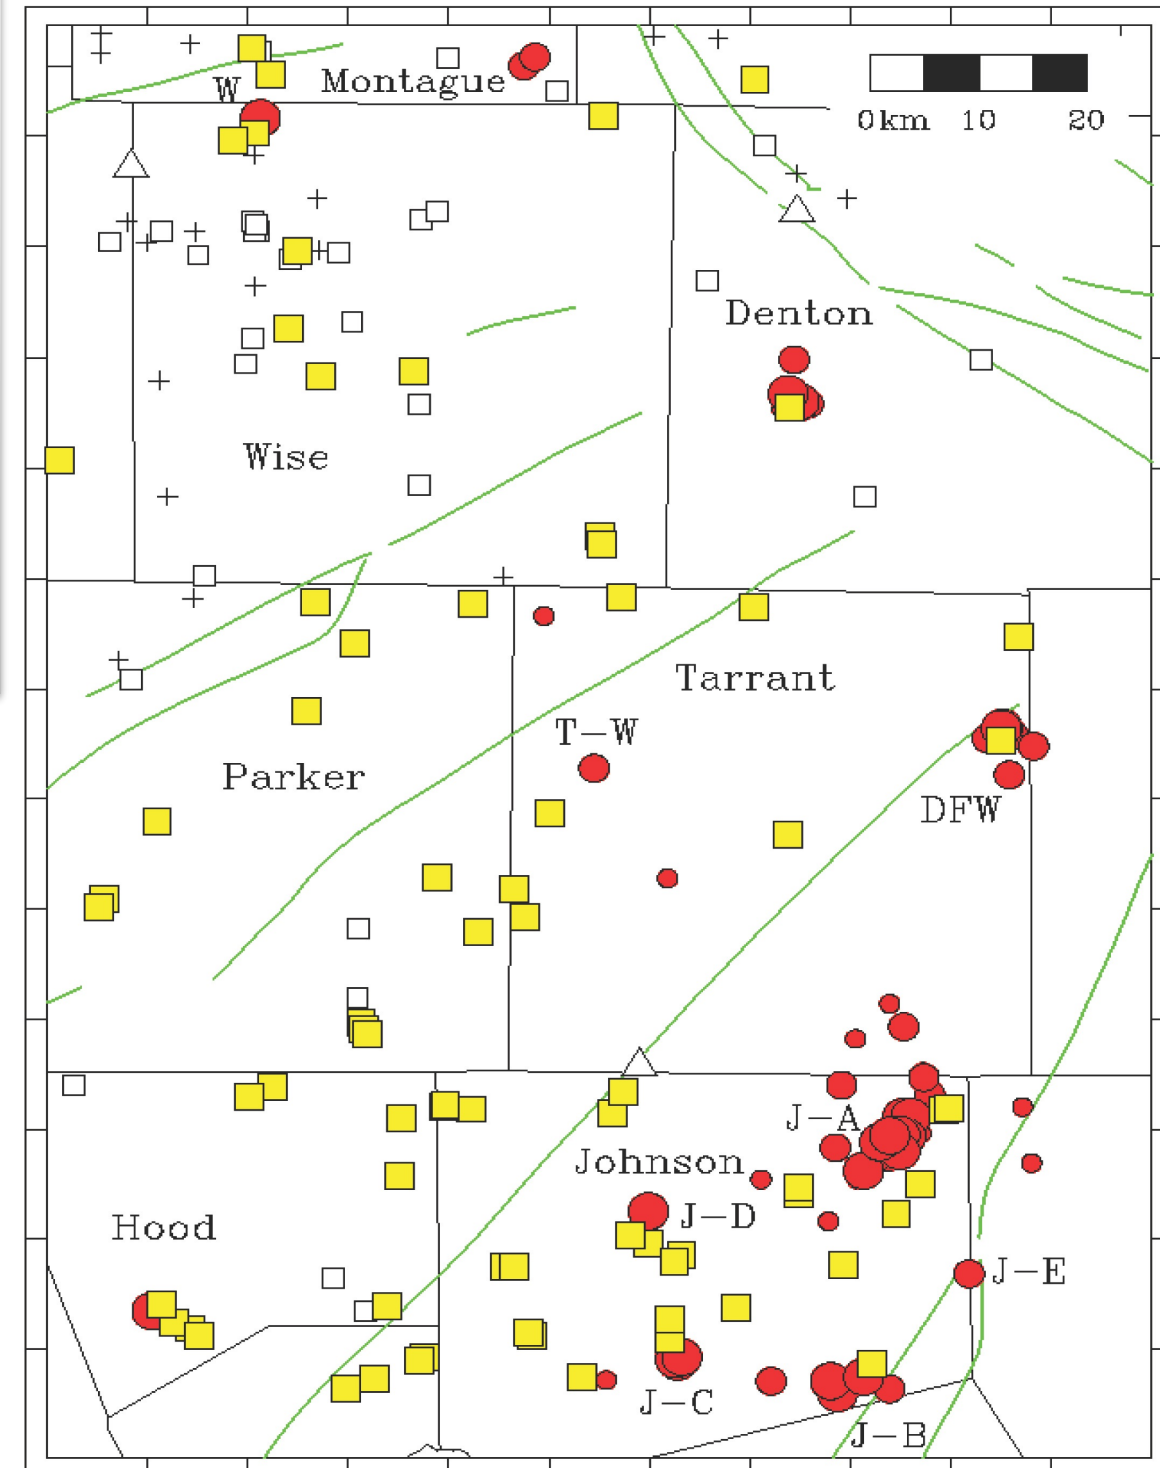 W
Montague
0km 10 20
Denton
Wise
Tarrant
T-W
Parker
DFW
J-A
Johnson
J-D
Hood
J-E
J-C
J-B